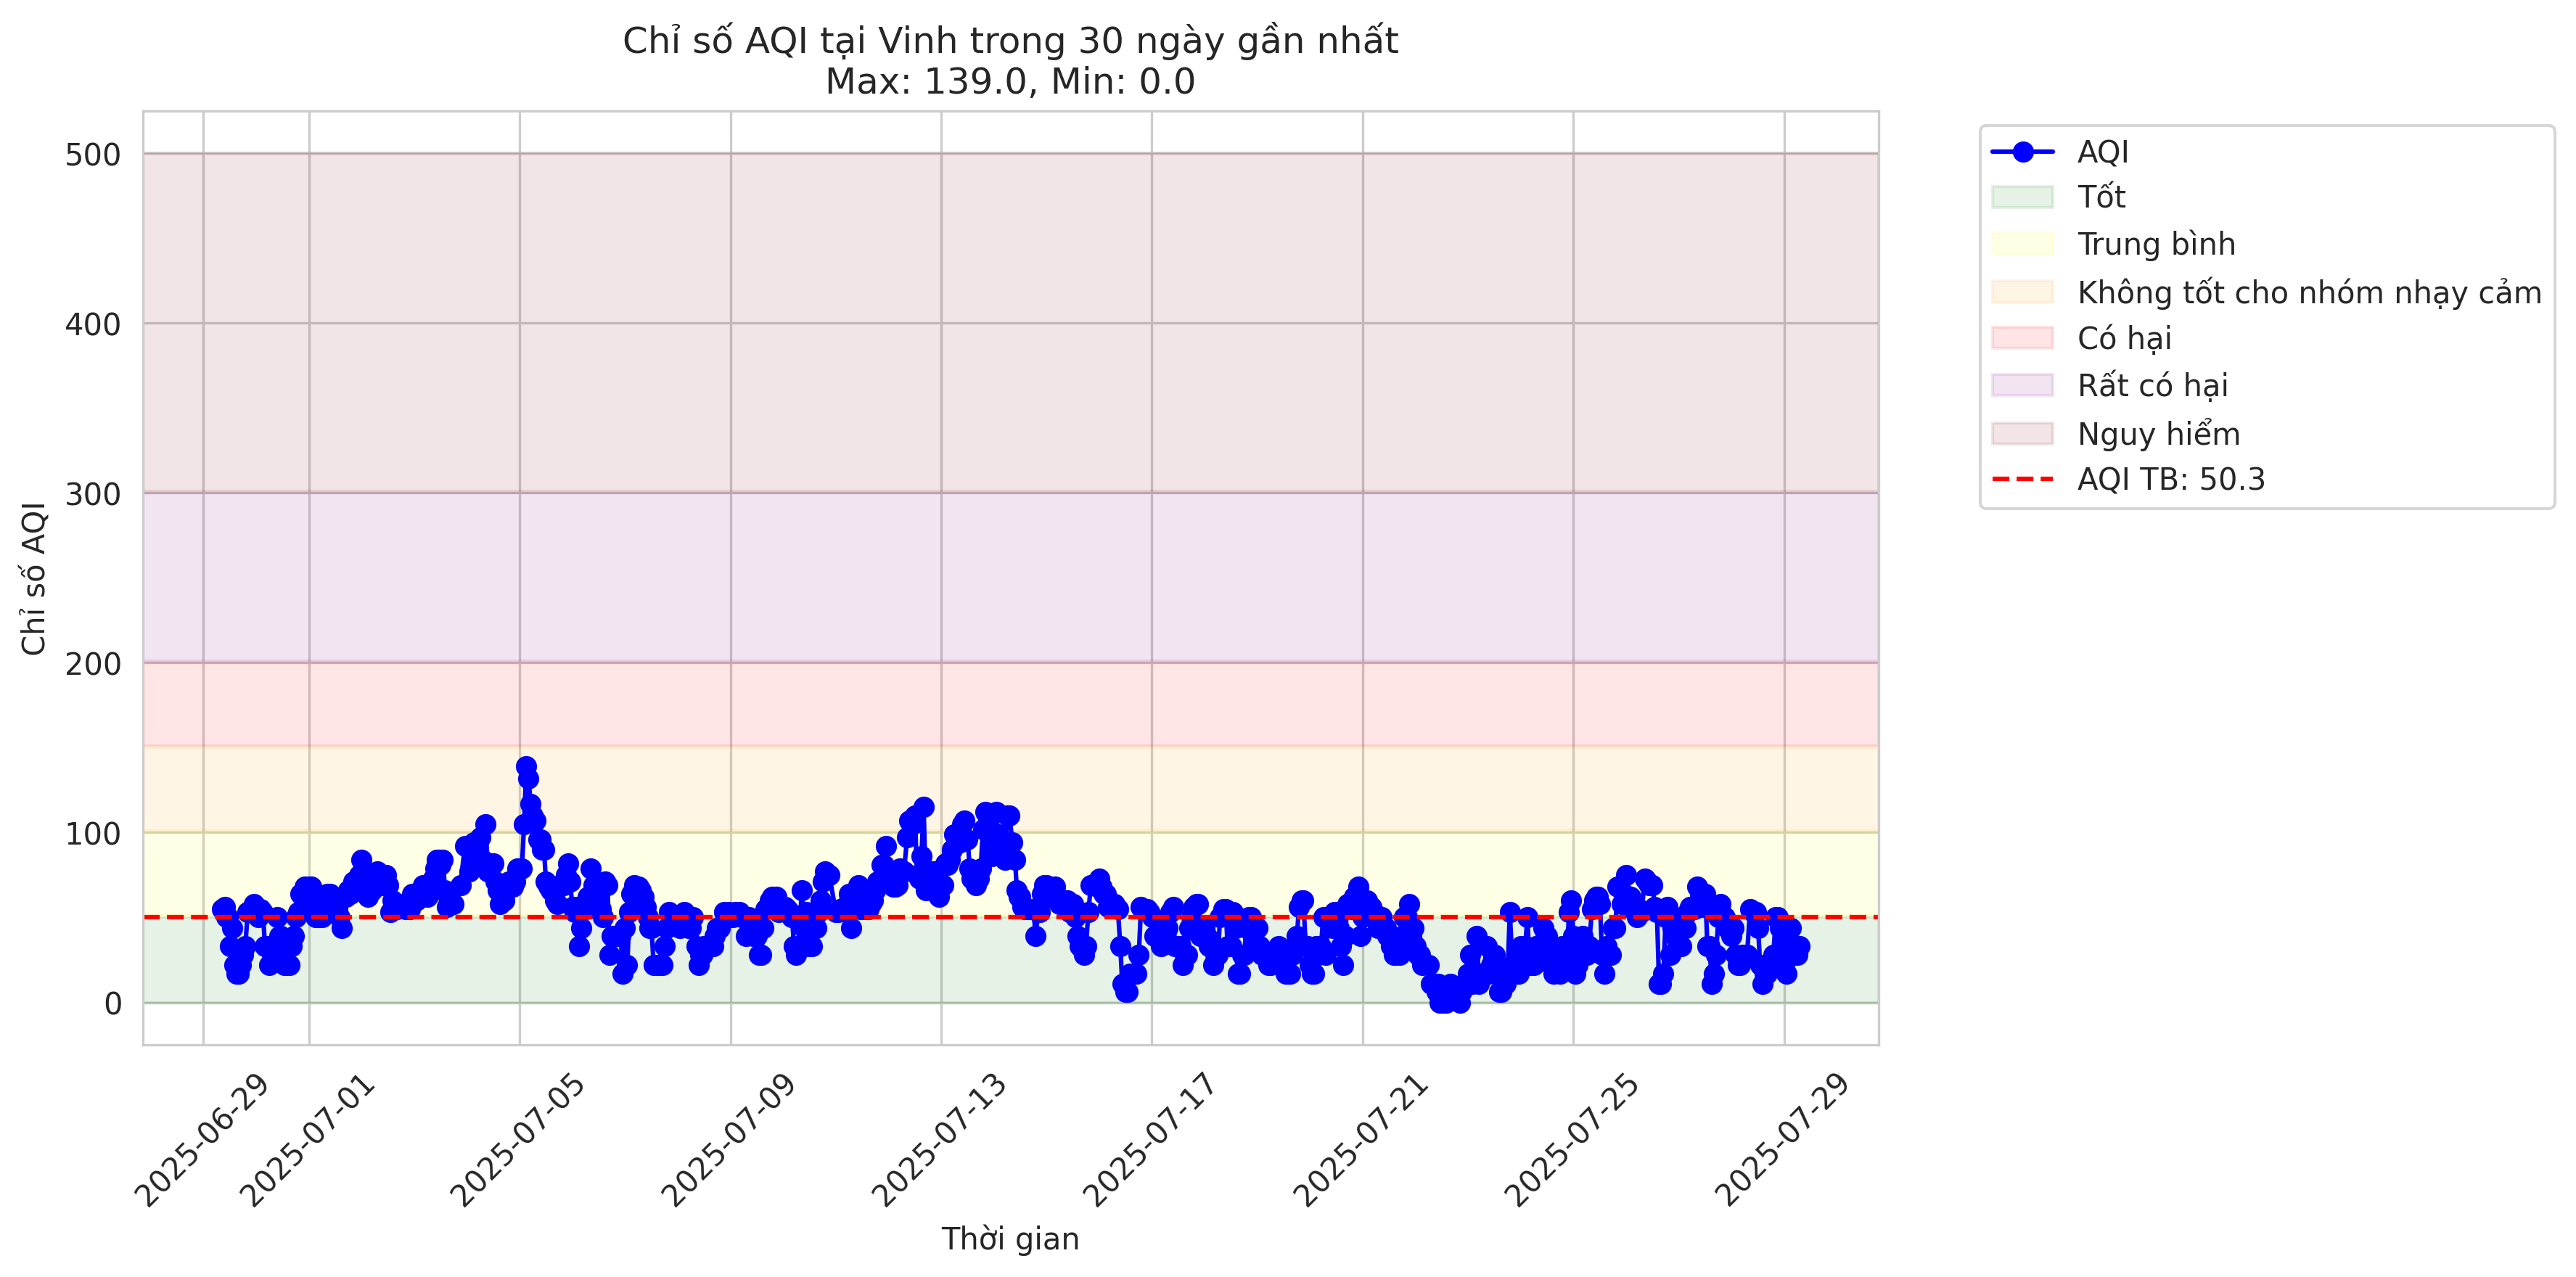 Chỉ số AQI tại Vinh trong 30 ngày gần nhất
Max: 139.0, Min: 0.0
Chỉ số AQI
500
400
300
200
100
0
2025-06-29
2025-07-01
2025-07-05
2025-07-09
2025-07-13
2025-07-17
2025-07-21
2025-07-25
2025-07-29
Thời gian
AQI
Tốt
Trung bình
Không tốt cho nhóm nhạy cảm
Có hại
Rất có hại
Nguy hiểm
AQI TB: 50.3